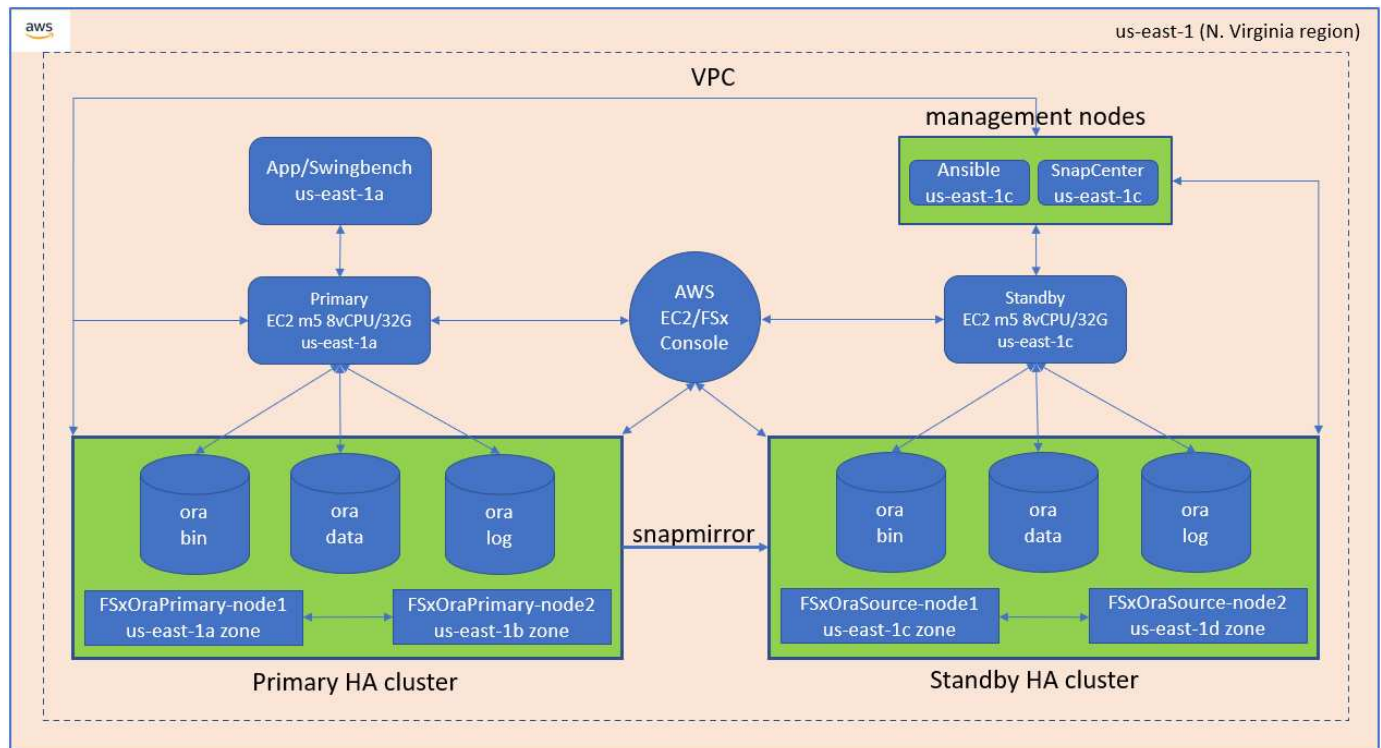 aws
us-east-1 (N. Virginia region)
VPC
management nodes
App/Swingbench
us-east-1a
Ansible
us-east-1c
SnapCenter
us-east-1c
Primary
EC2 m5 8vCPU/32G
us-east-1a
AWS
EC2/FSx
Console
Standby
EC2 m5 8vCPU/32G
us-east-1c
ora
bin
ora
data
ora
log
snapmirror
ora
bin
ora
data
ora
log
FSxOraPrimary-node1
us-east-1a zone
FSxOraPrimary-node2
us-east-1b zone
FSxOraSource-node1
us-east-1c zone
FSxOraSource-node2
us-east-1d zone
Primary HA cluster
Standby HA cluster